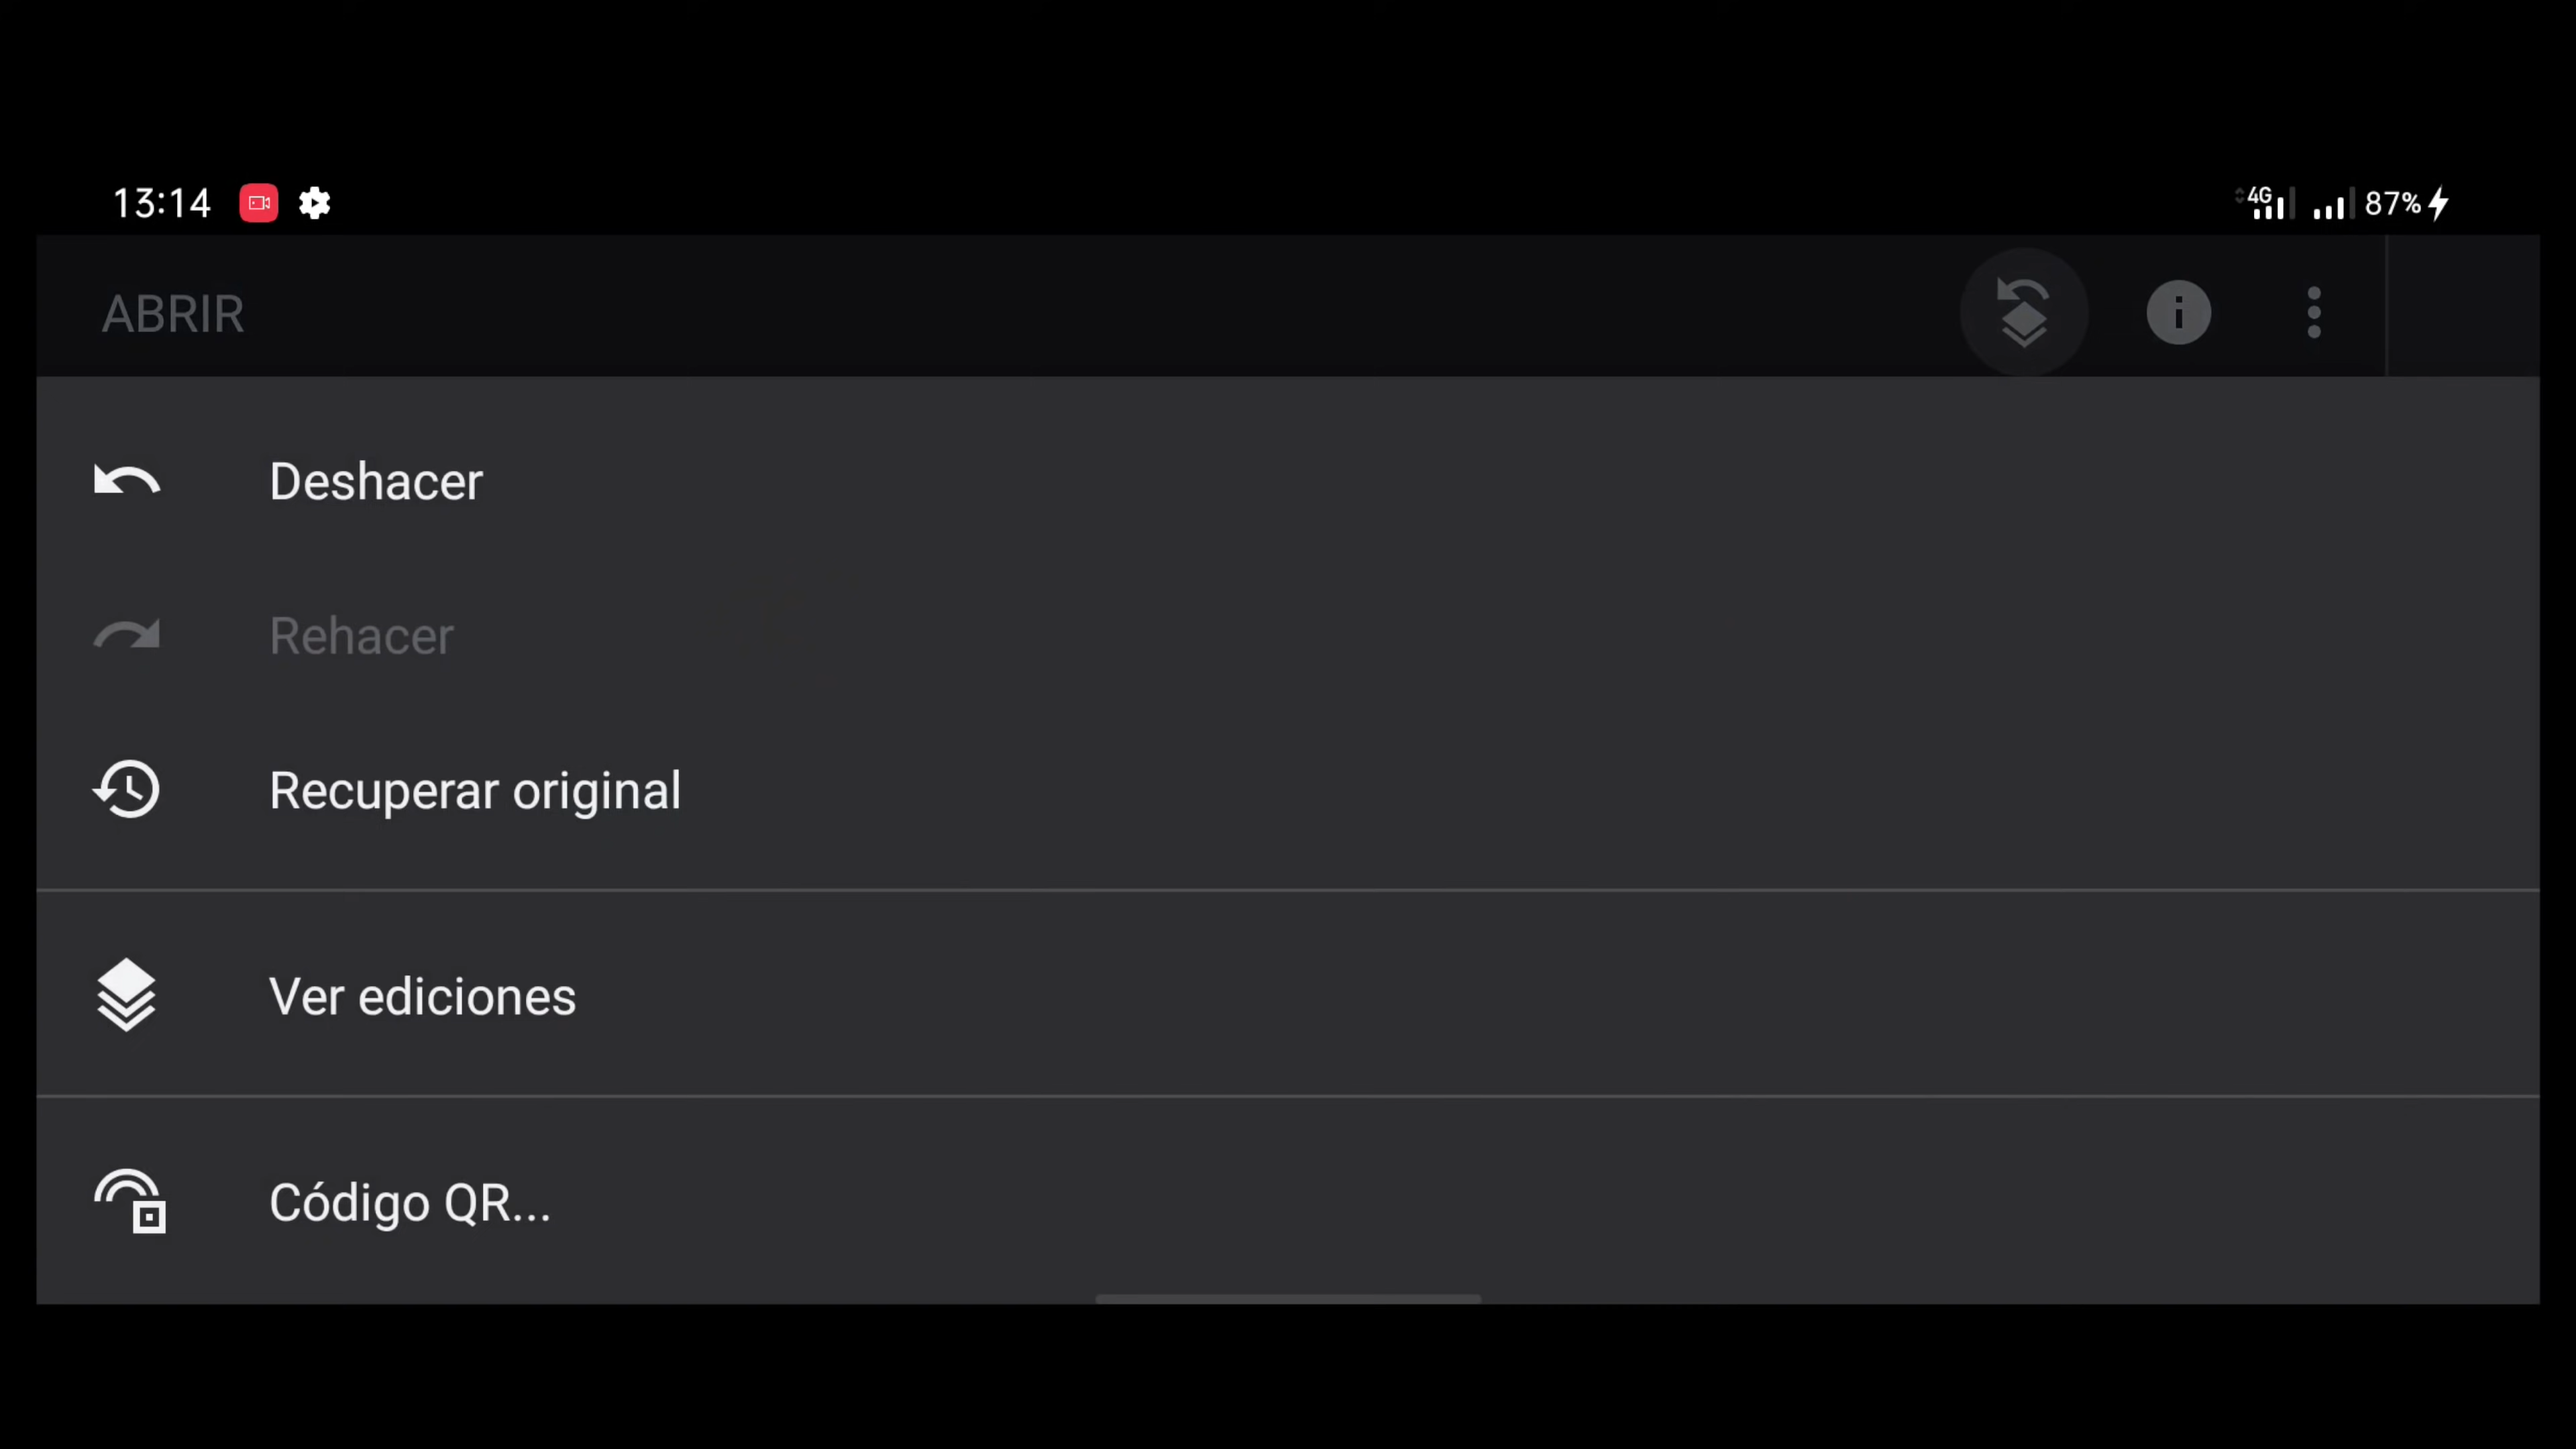 13:14
4G 87%
ABRIR
Deshacer
Rehacer
Recuperar original
Ver ediciones
Código QR...